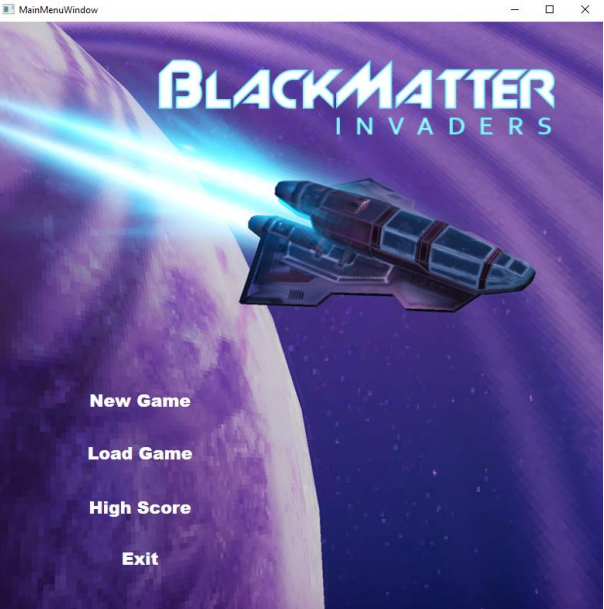 MainMenuWindow
BLACKMATTER
INVADERS
New Game
Load Game
High Score
Exit